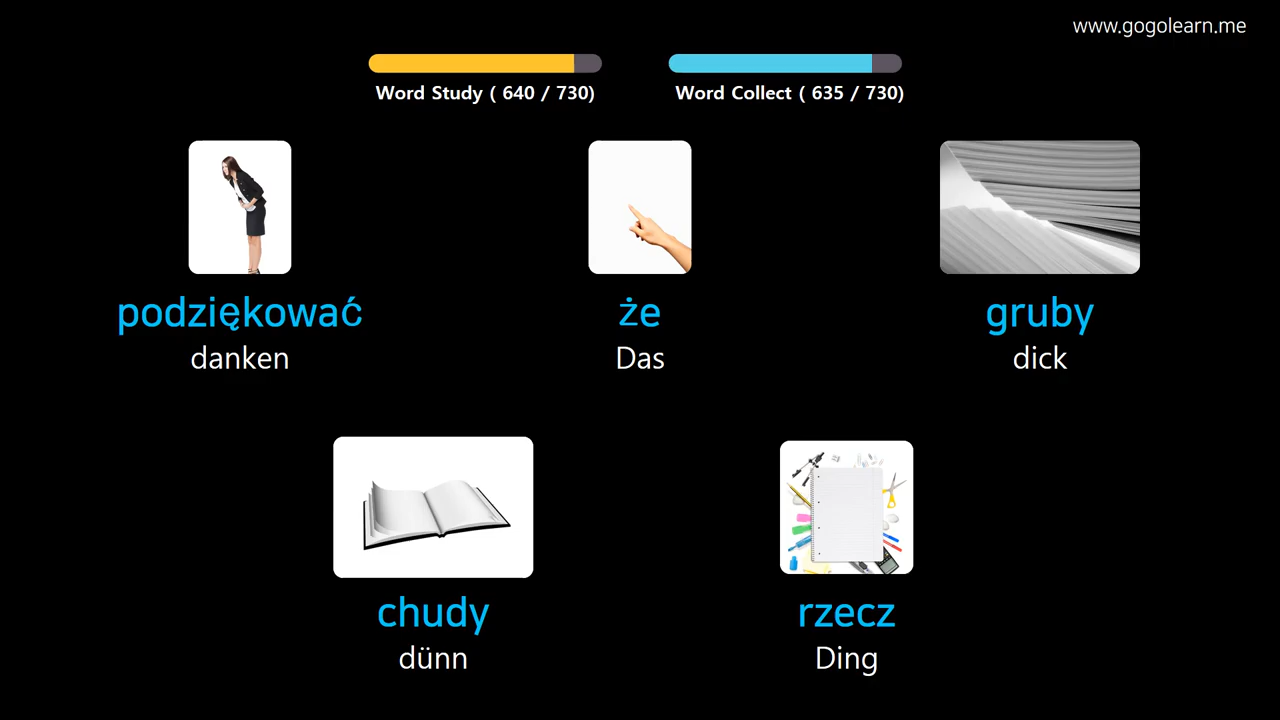 www.gogolearn.me
Word Study ( 640 / 730)
Word Collect ( 635 / 730)
podziękować
danken
że
Das
gruby
dick
chudy
dünn
rzecz
Ding